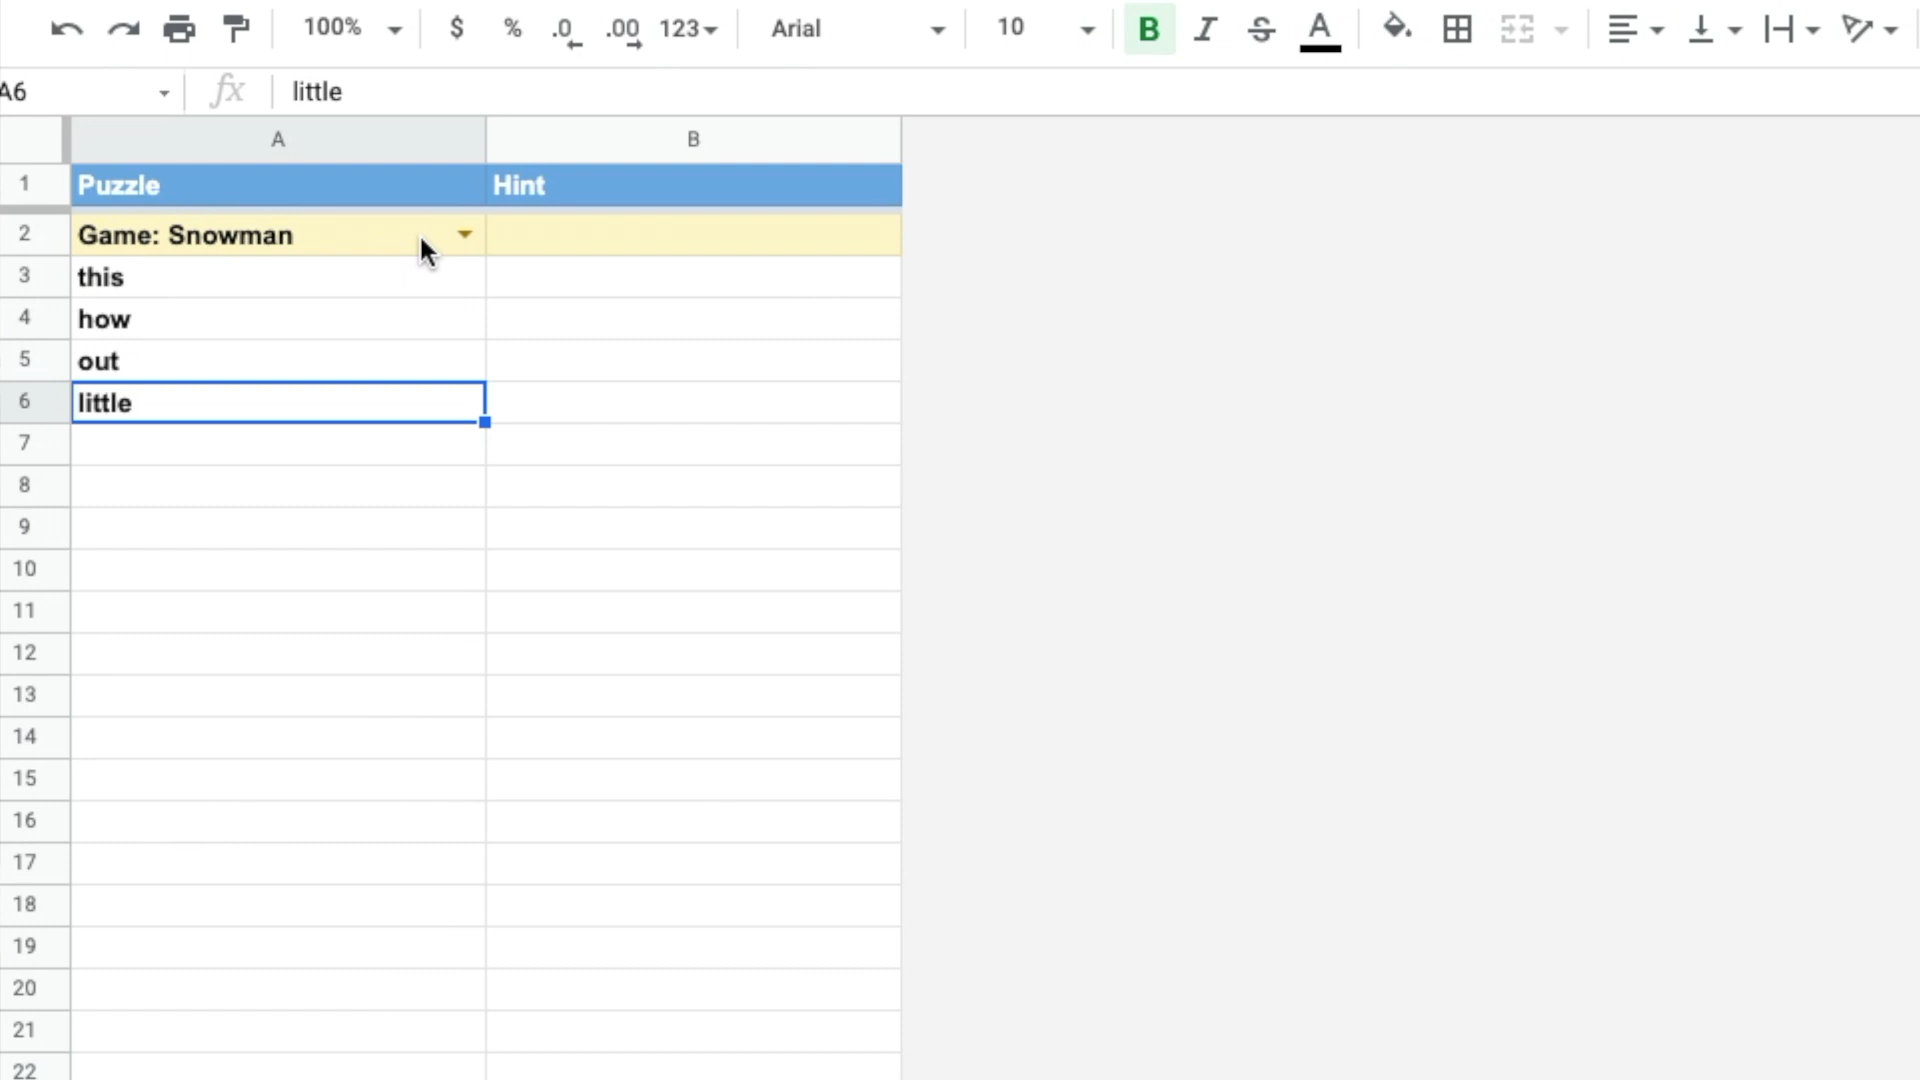 100% $ % .0 .00 123 Arial 10 B I S A
A6 fx little
A B
1 Puzzle Hint
2 Game: Snowman
3 this
4 how
5 out
6 little
7
8
9
10
11
12
13
14
15
16
17
18
19
20
21
22